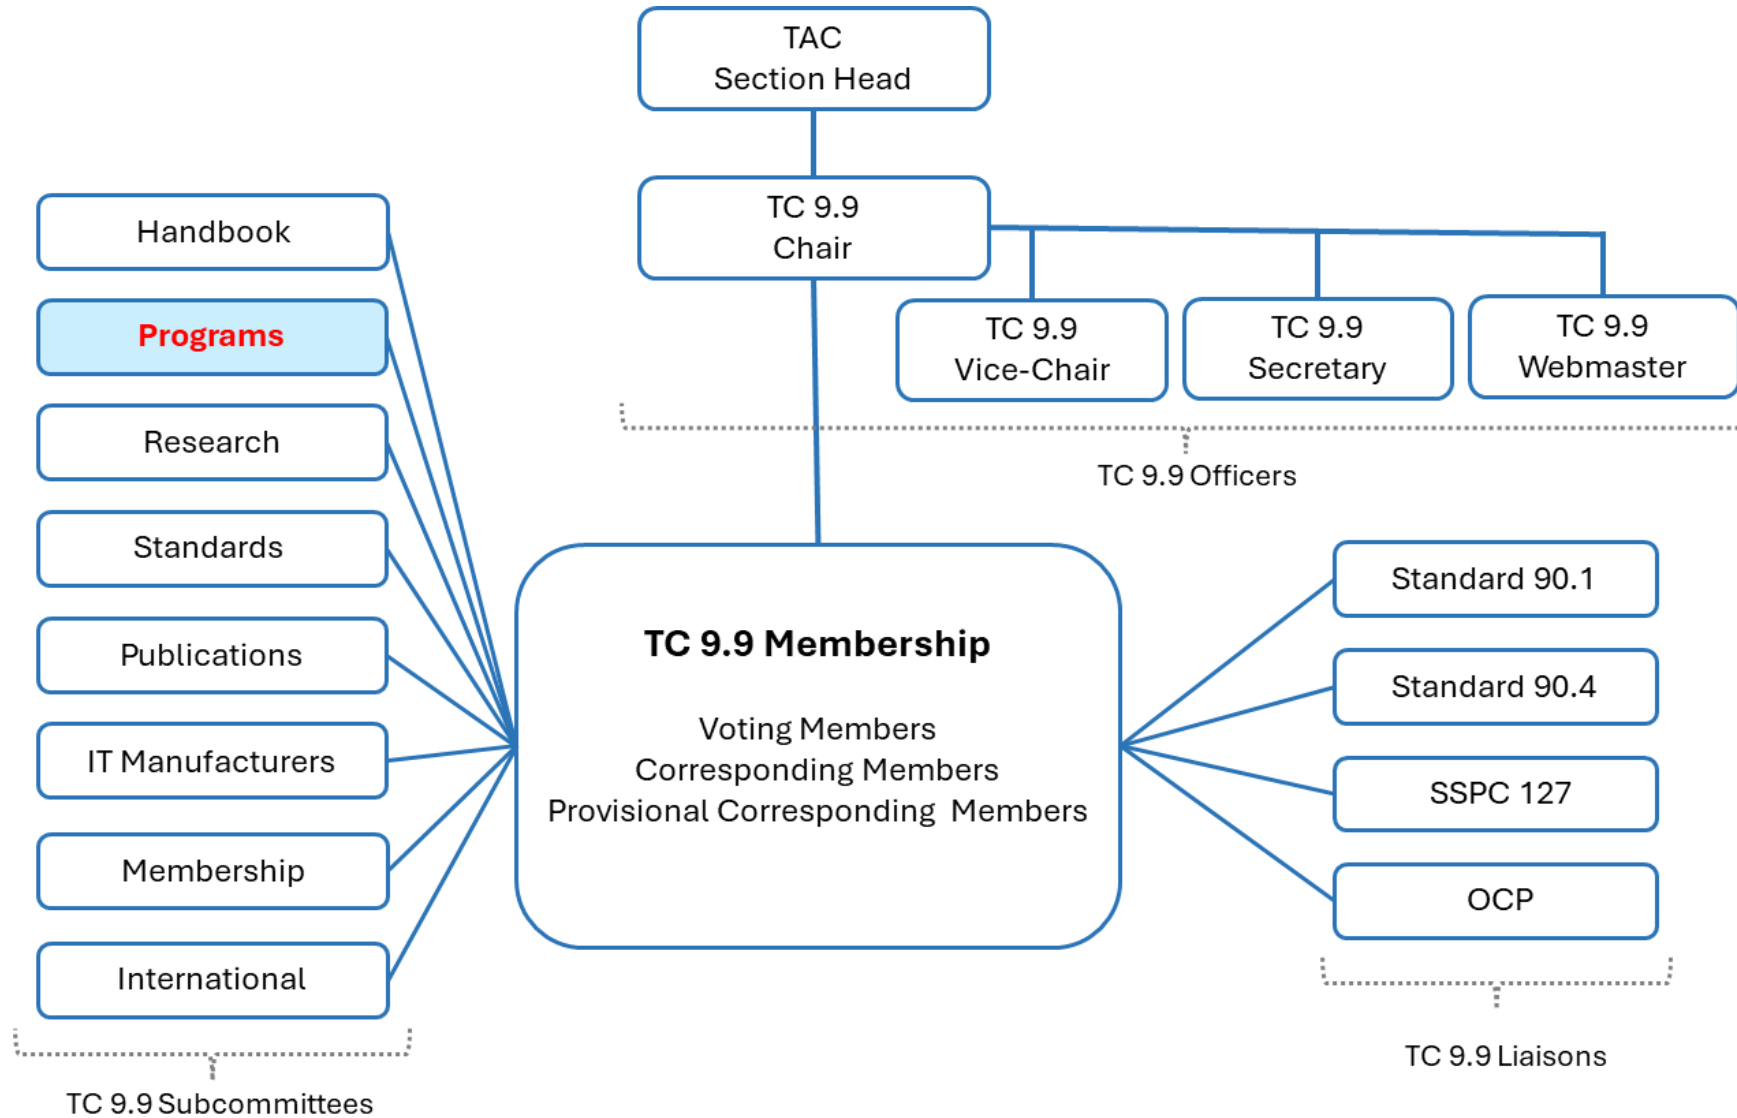 TAC
Section Head
TC 9.9
Chair
TC 9.9
Vice-Chair
TC 9.9
Secretary
TC 9.9
Webmaster
TC 9.9 Officers
Handbook
Programs
Research
Standards
Publications
IT Manufacturers
Membership
International
TC 9.9 Subcommittees
TC 9.9 Membership
Voting Members
Corresponding Members
Provisional Corresponding Members
Standard 90.1
Standard 90.4
SSPC 127
OCP
TC 9.9 Liaisons